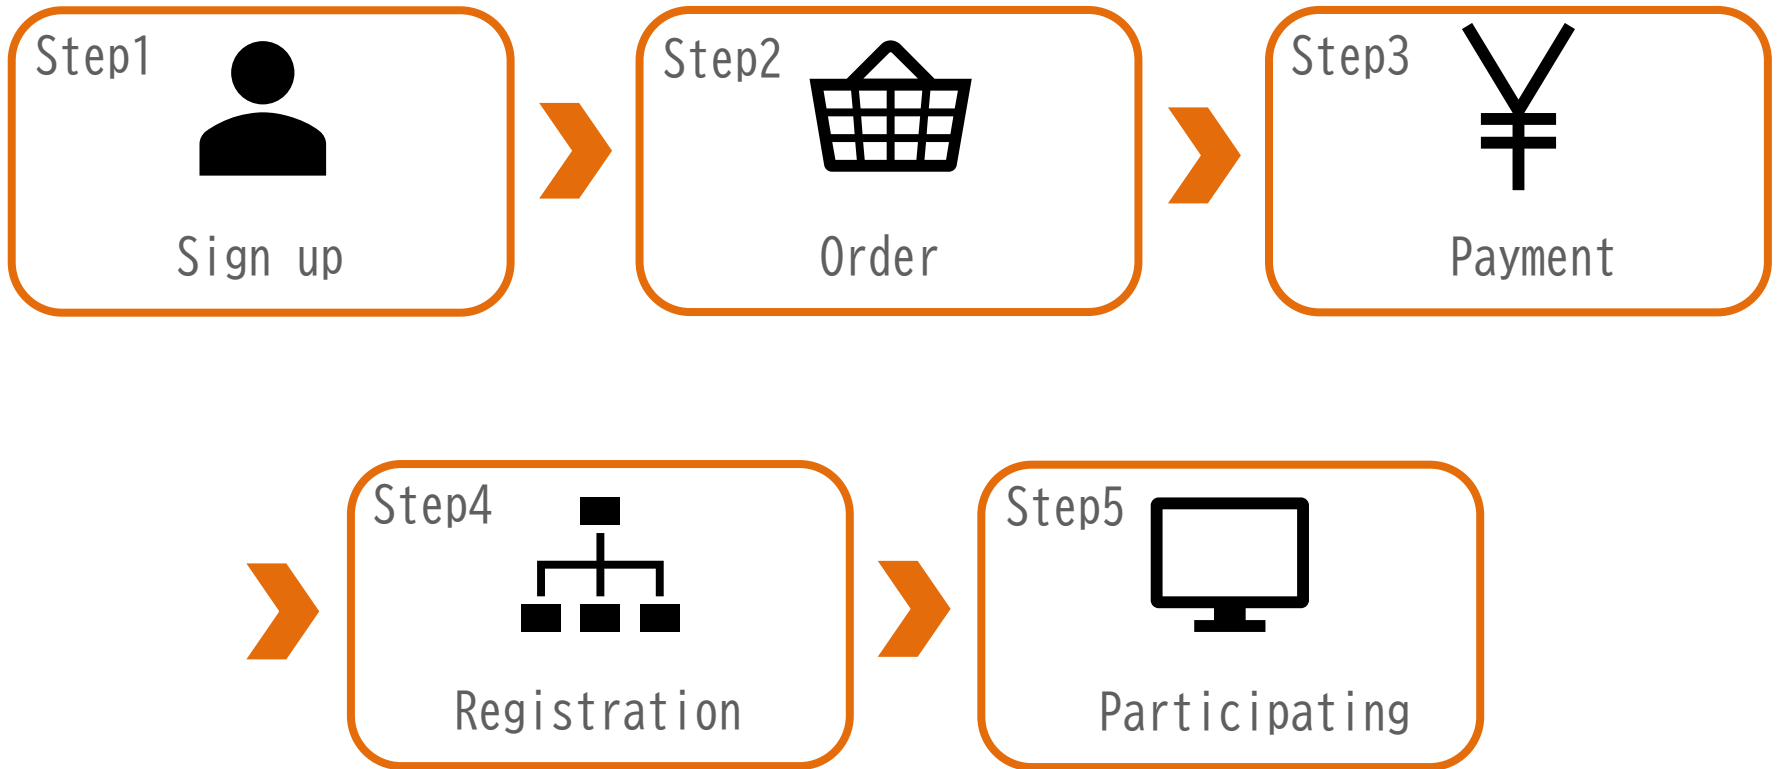 Step1
Sign up
Step2
Order
Step3
¥
Payment
Step4
Registration
Step5
Participating